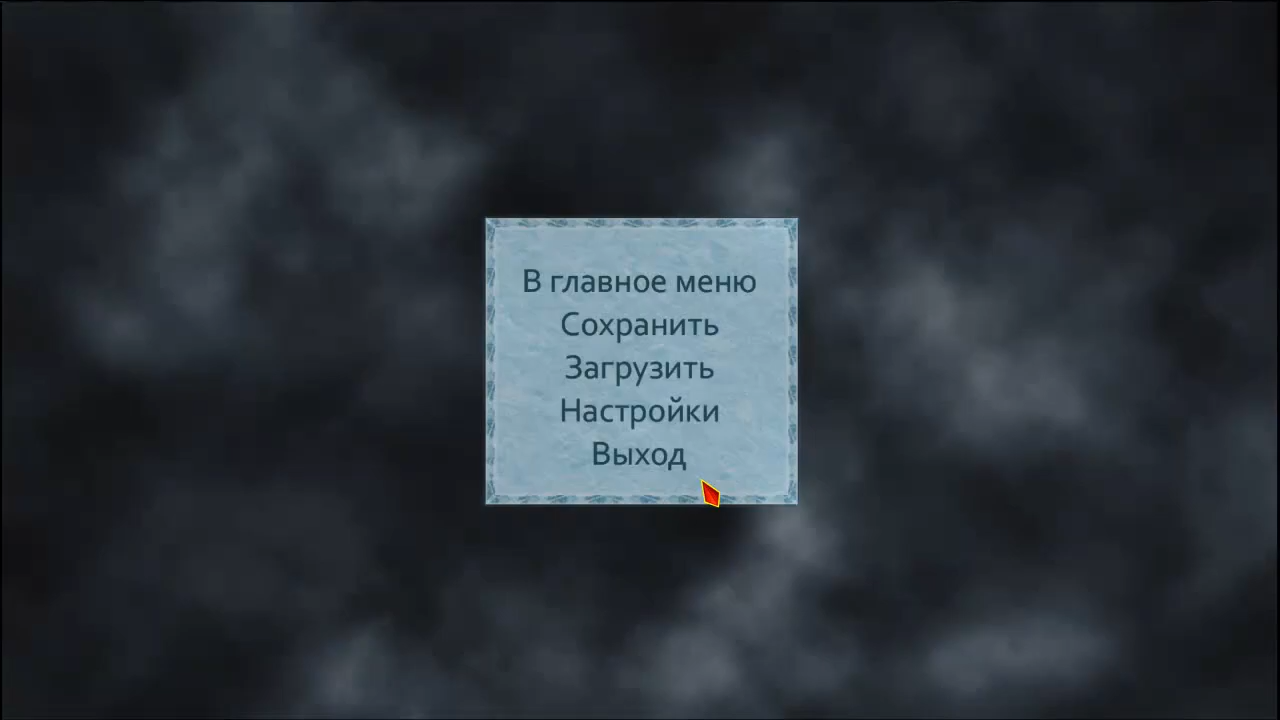 В главное меню
Сохранить
Загрузить
Настройки
Выход